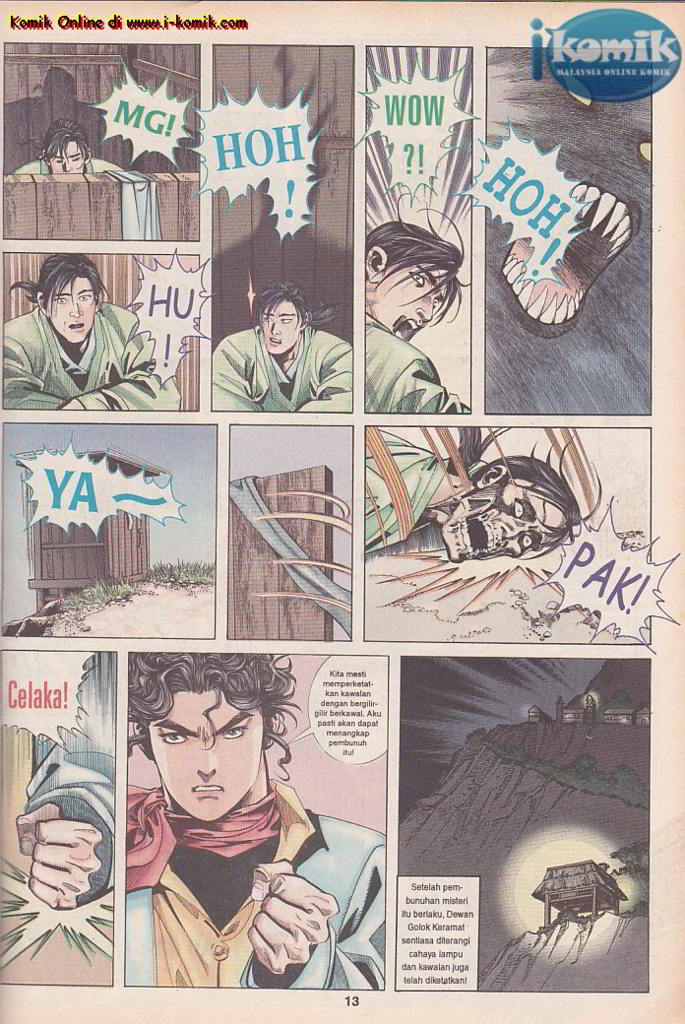 Komik Online di www.i-komik.com
ikomik
MALAYSIA ONLINE KOMIK
MG!
HOH
!
WOW
?!
HOH
!
HU
!
YA~
PAK!
Celaka!
Kita mesti
memperketat-
kan kawalan
dengan bergilir-
gilir berkawal. Aku
pasti akan dapat
menangkap
pembunuh
itu!
Setelah pem-
bunuhan misteri
itu berlaku, Dewan
Golok Keramat
sentiasa diterangi
cahaya lampu
dan kawalan juga
telah diketatkan!
13